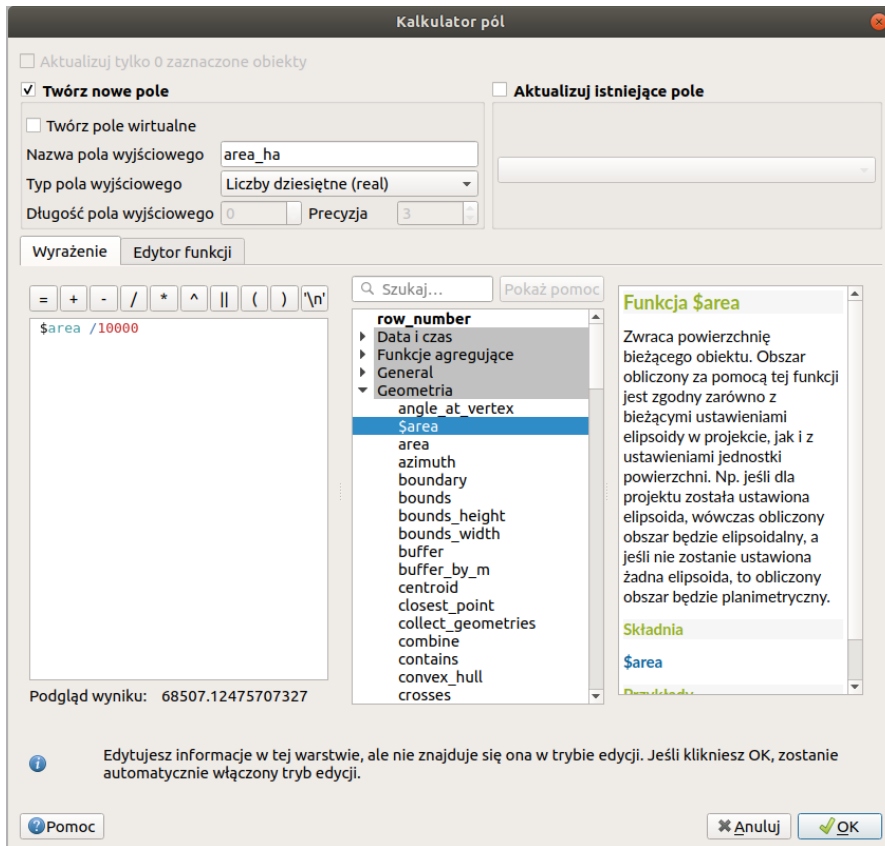 Kalkulator pól
Aktualizuj tylko 0 zaznaczone obiekty
Twórz nowe pole
Aktualizuj istniejące pole
Twórz pole wirtualne
Nazwa pola wyjściowego area_ha
Typ pola wyjściowego Liczby dziesiętne (real)
Długość pola wyjściowego 0 Precyzja 3
Wyrażenie Edytor funkcji
= + - / * ^ || ( ) '\n'
$area /10000
Podgląd wyniku: 68507.12475707327
Szukaj... Pokaż pomoc
row_number
Data i czas
Funkcje agregujące
General
Geometria
angle_at_vertex
$area
area
azimuth
boundary
bounds
bounds_height
bounds_width
buffer
buffer_by_m
centroid
closest_point
collect_geometries
combine
contains
convex_hull
crosses
Funkcja $area
Zwraca powierzchnię
bieżącego obiektu. Obszar
obliczony za pomocą tej funkcji
jest zgodny zarówno z
bieżącymi ustawieniami
elipsoidy w projekcie, jak i z
ustawieniami jednostki
powierzchni. Np. jeśli dla
projektu została ustawiona
elipsoida, wówczas obliczony
obszar będzie elipsoidalny, a
jeśli nie zostanie ustawiona
żadna elipsoida, to obliczony
obszar będzie planimetryczny.
Składnia
$area
Przykłady
Edytujesz informacje w tej warstwie, ale nie znajduje się ona w trybie edycji. Jeśli klikniesz OK, zostanie
automatycznie włączony tryb edycji.
Pomoc
Anuluj
OK